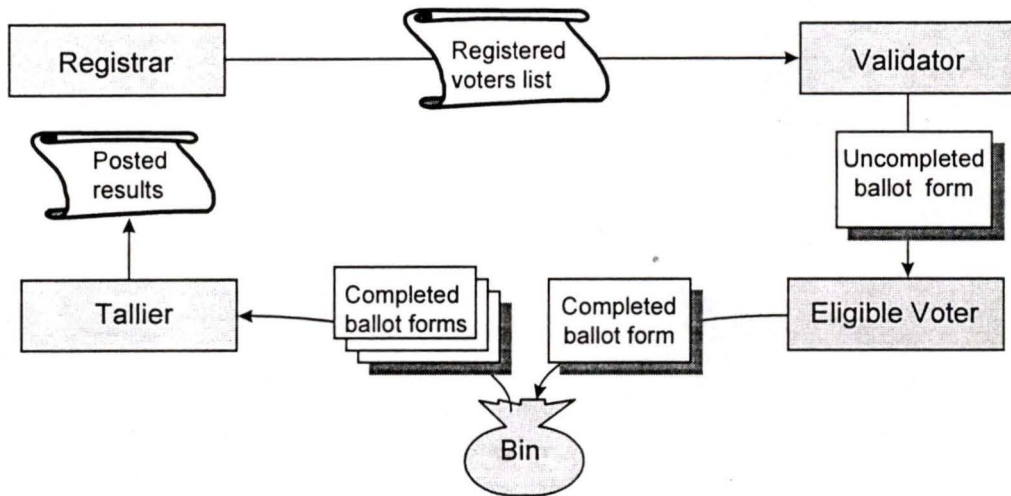 Registrar
Registered
voters list
Validator
Posted
results
Uncompleted
ballot form
Tallier
Completed
ballot forms
Completed
ballot form
Eligible Voter
Bin